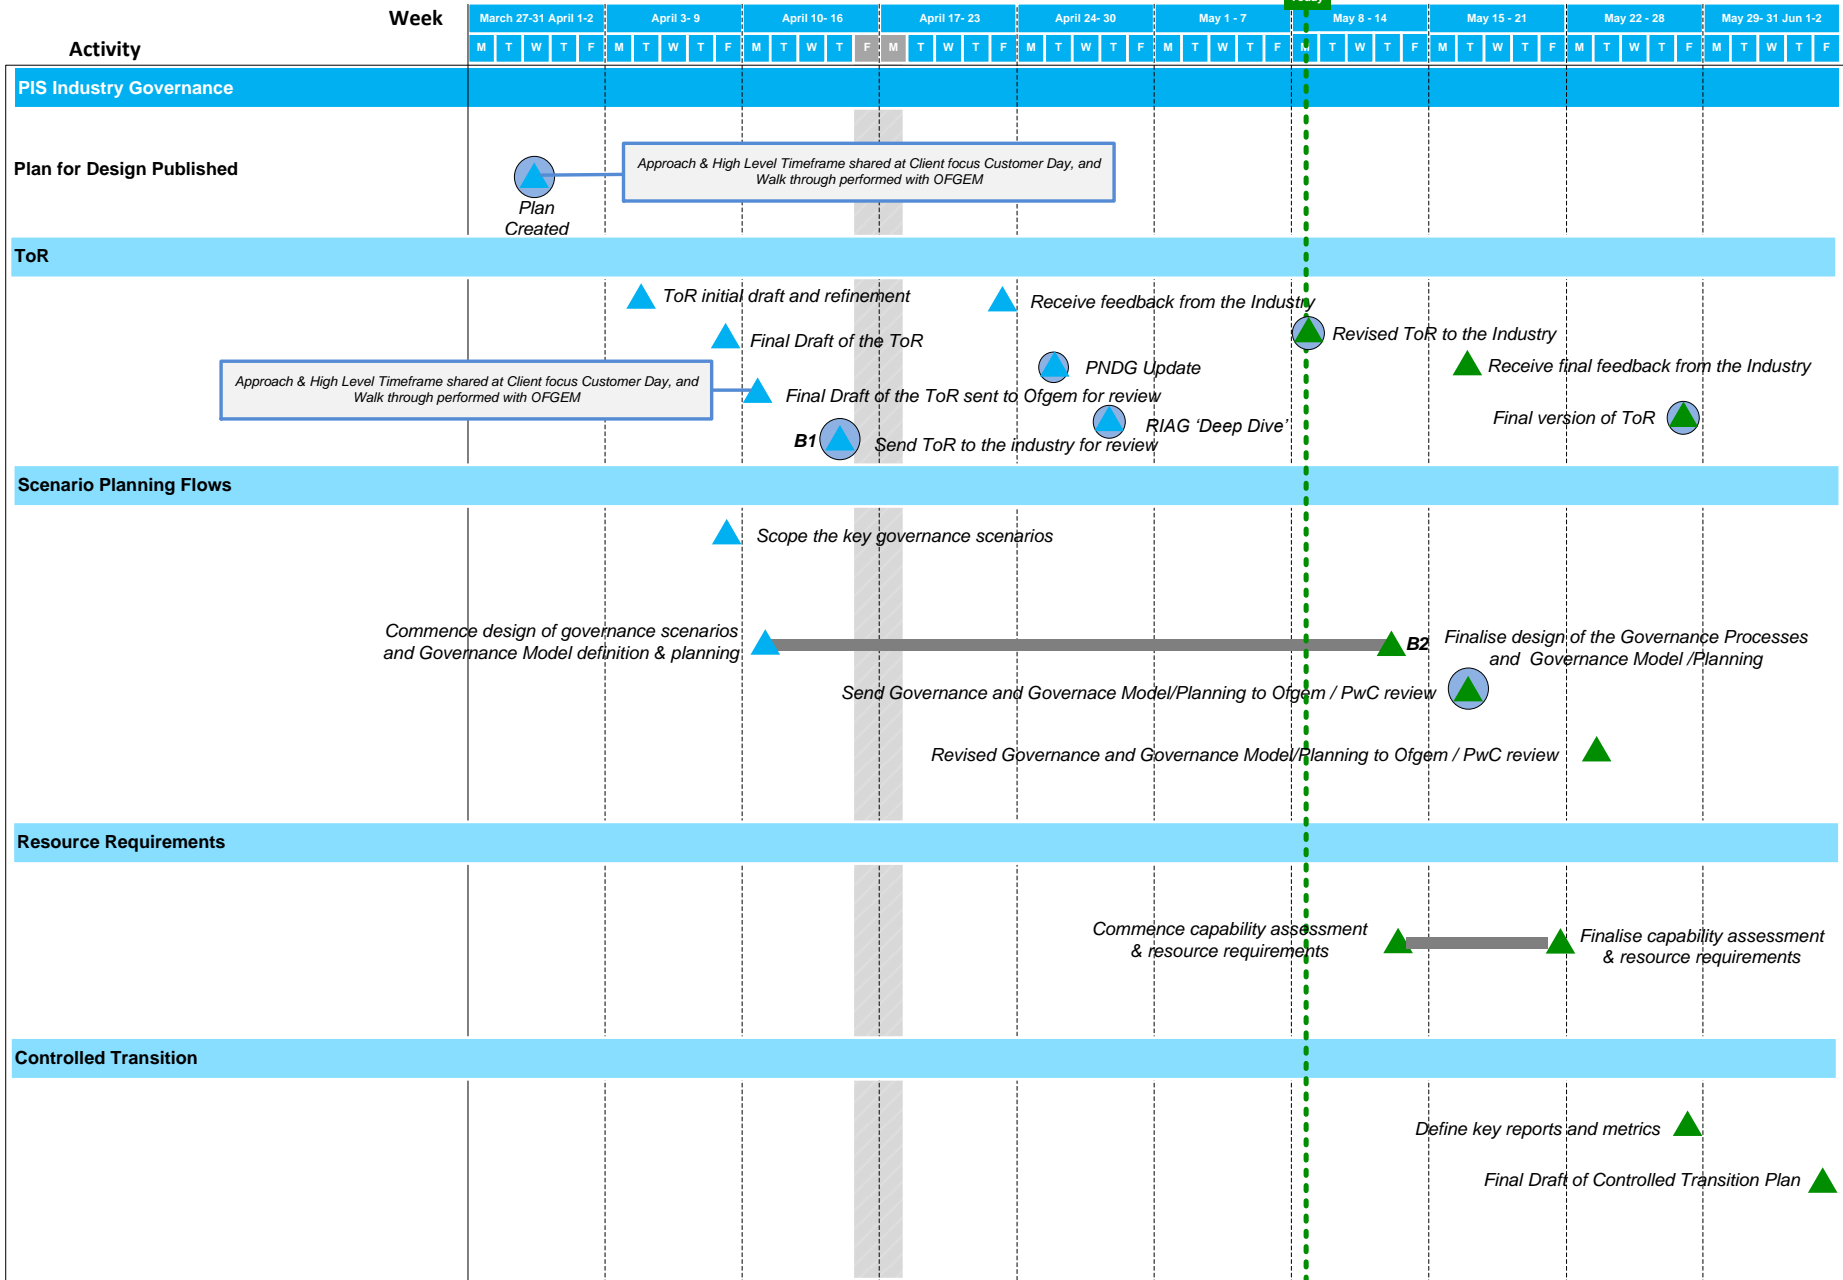 Today
Week
March 27-31 April 1-2
April 3- 9
April 10- 16
April 17- 23
April 24- 30
May 1 - 7
May 8 - 14
May 15 - 21
May 22 - 28
May 29- 31 Jun 1-2
Activity
M T W T F M T W T F M T W T F M T W T F M T W T F M T W T F M T W T F M T W T F M T W T F M T W T F
PIS Industry Governance
Plan for Design Published
Approach & High Level Timeframe shared at Client focus Customer Day, and
Walk through performed with OFGEM
Plan
Created
ToR
ToR initial draft and refinement
Receive feedback from the Industry
Final Draft of the ToR
Revised ToR to the Industry
PNDG Update
Receive final feedback from the Industry
Approach & High Level Timeframe shared at Client focus Customer Day, and
Walk through performed with OFGEM
Final Draft of the ToR sent to Ofgem for review
RIAG ‘Deep Dive’
Final version of ToR
B1
Send ToR to the industry for review
Scenario Planning Flows
Scope the key governance scenarios
Commence design of governance scenarios
and Governance Model definition & planning
B2
Finalise design of the Governance Processes
and Governance Model /Planning
Send Governance and Governace Model/Planning to Ofgem / PwC review
Revised Governance and Governance Model/Planning to Ofgem / PwC review
Resource Requirements
Commence capability assessment
& resource requirements
Finalise capability assessment
& resource requirements
Controlled Transition
Define key reports and metrics
Final Draft of Controlled Transition Plan